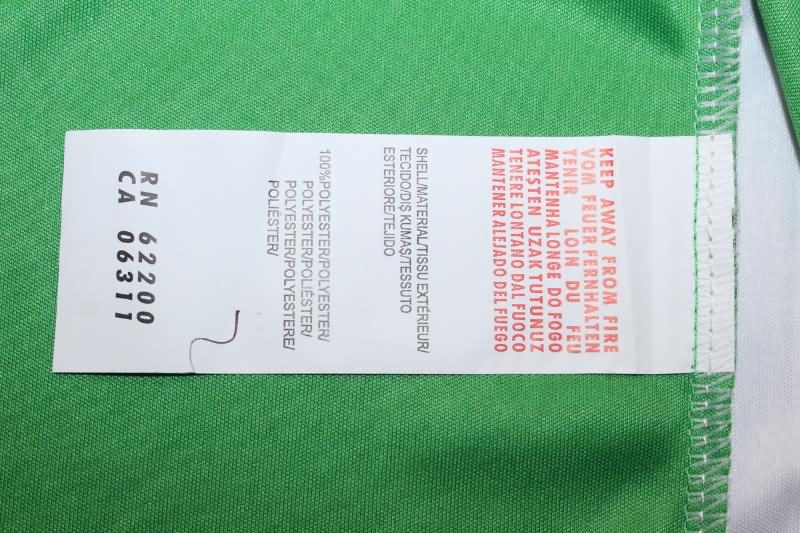 KEEP AWAY FROM FIRE
VOM FEUER FERNHALTEN
TENIR LOIN DU FEU
MANTENHA LONGE DO FOGO
ATEŞTEN UZAK TUTUNUZ
TENERE LONTANO DAL FUOCO
MANTENER ALEJADO DEL FUEGO
SHELL/MATERIAL/TISSU EXTÉRIEUR/
TECIDO/DIŞ KUMAŞ/TESSUTO
ESTERIORE/TEJIDO
100%POLYESTER/POLYESTER/
POLYESTER/POLIÉSTER/
POLYESTER/POLYESTERE/
POLIÉSTER/
RN 62200
CA 06311